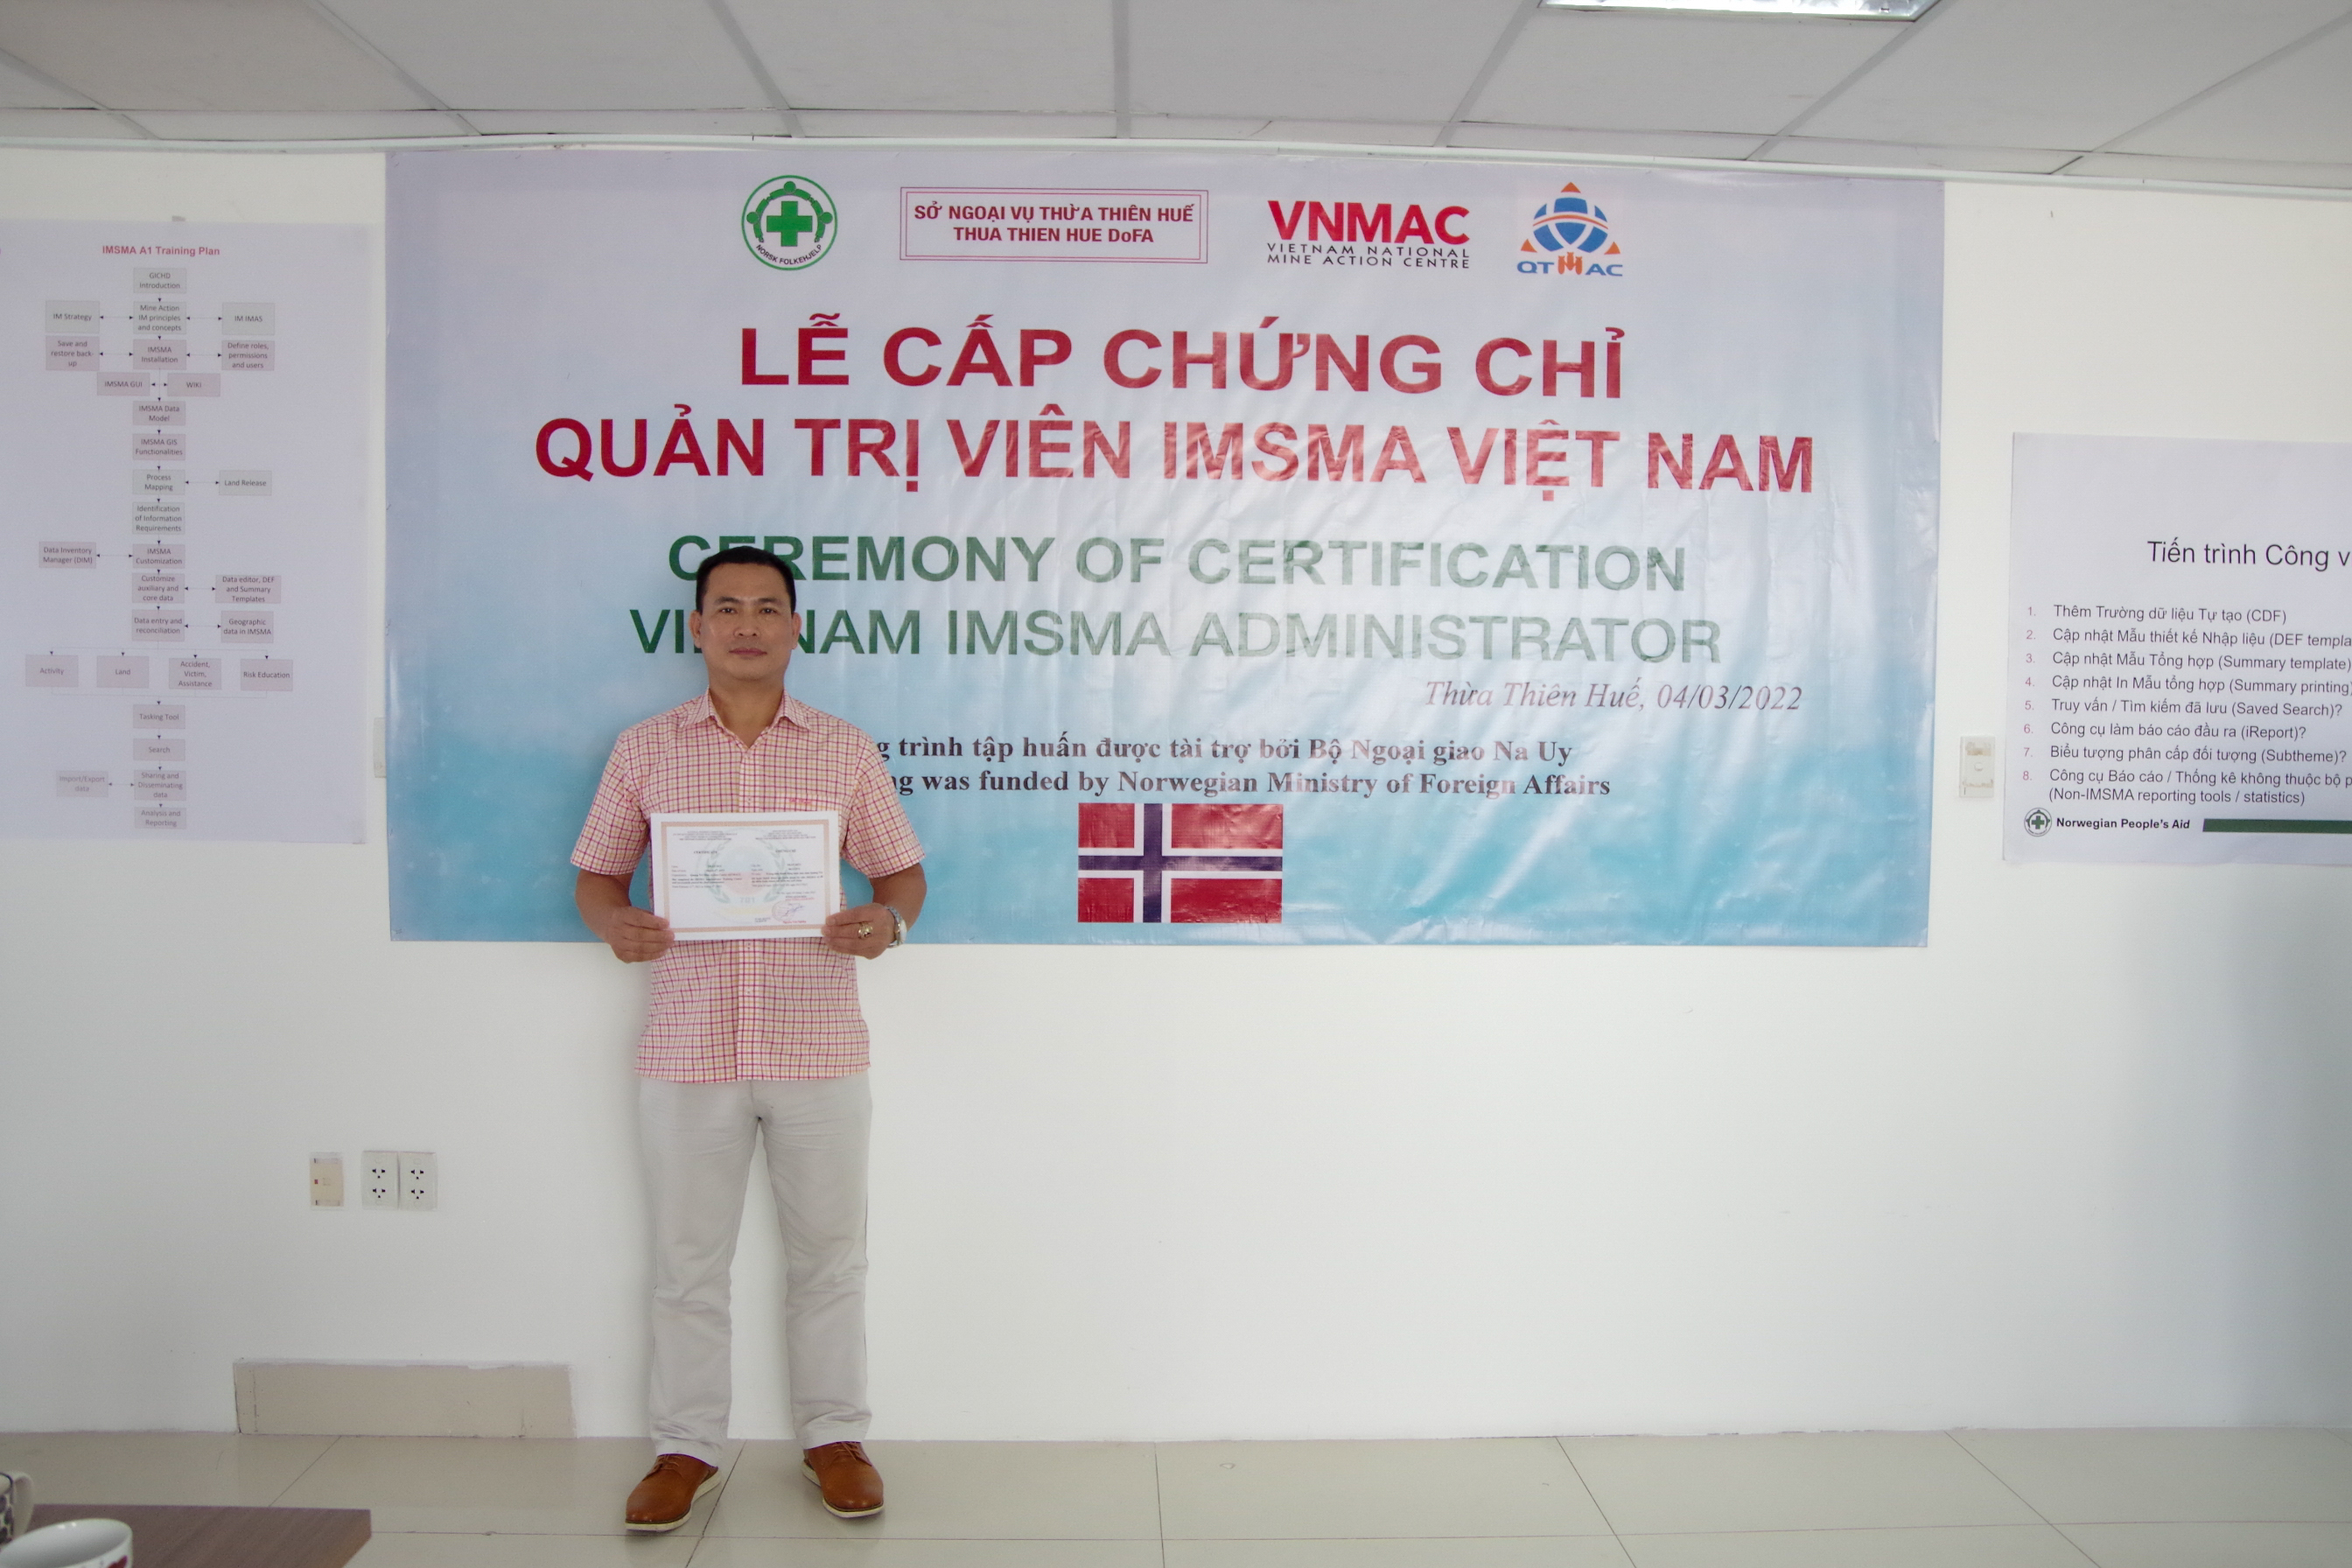 IMSMA A1 Training Plan
GICHD
Introduction
IM Strategy
Mine Action
IM principles
and concepts
IM IMAS
Save and
restore back-
up
IMSMA
Installation
Define roles,
permissions
and users
IMSMA GUI
WIKI
IMSMA Data
Model
IMSMA GIS
Functionalities
Process
Mapping
Land Release
Identification
of Information
Requirements
Data Inventory
Manager (DIM)
IMSMA
Customization
Customize
auxiliary and
core data
Data editor, DEF
and Summary
Templates
Data entry and
reconciliation
Geographic
data in IMSMA
Activity
Land
Accident,
Victim,
Assistance
Risk Education
Tasking Tool
Search
Import/Export
data
Sharing and
Disseminating
data
Analysis and
Reporting
NORSK FOLKEHJELP
SỞ NGOẠI VỤ THỪA THIÊN HUẾ
THUA THIEN HUE DoFA
VNMAC
VIETNAM NATIONAL
MINE ACTION CENTRE
QTMAC
LỄ CẤP CHỨNG CHỈ
QUẢN TRỊ VIÊN IMSMA VIỆT NAM
CEREMONY OF CERTIFICATION
VI NAM IMSMA ADMINISTRATOR
Thừa Thiên Huế, 04/03/2022
g trình tập huấn được tài trợ bởi Bộ Ngoại giao Na Uy
ng was funded by Norwegian Ministry of Foreign Affairs
Tiến trình Công v
1. Thêm Trường dữ liệu Tự tạo (CDF)
2. Cập nhật Mẫu thiết kế Nhập liệu (DEF templa
3. Cập nhật Mẫu Tổng hợp (Summary template)
4. Cập nhật In Mẫu tổng hợp (Summary printing)
5. Truy vấn / Tìm kiếm đã lưu (Saved Search)?
6. Công cụ làm báo cáo đầu ra (iReport)?
7. Biểu tượng phân cấp đối tượng (Subtheme)?
8. Công cụ Báo cáo / Thống kê không thuộc bộ p
(Non-IMSMA reporting tools / statistics)
Norwegian People's Aid